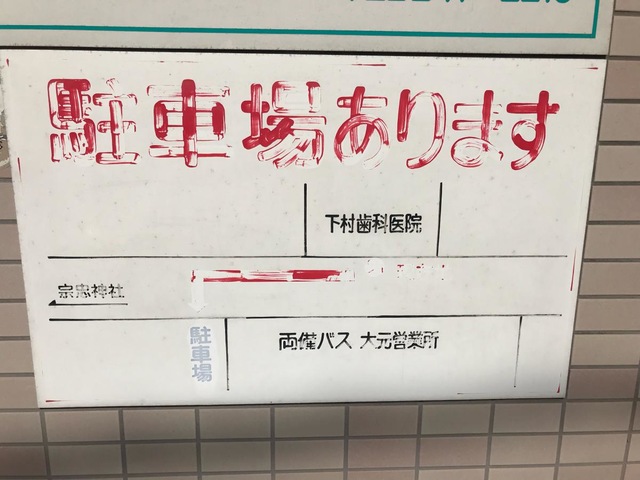 駐車場あります
下村歯科医院
宗忠神社
駐車場
両備バス 大元営業所